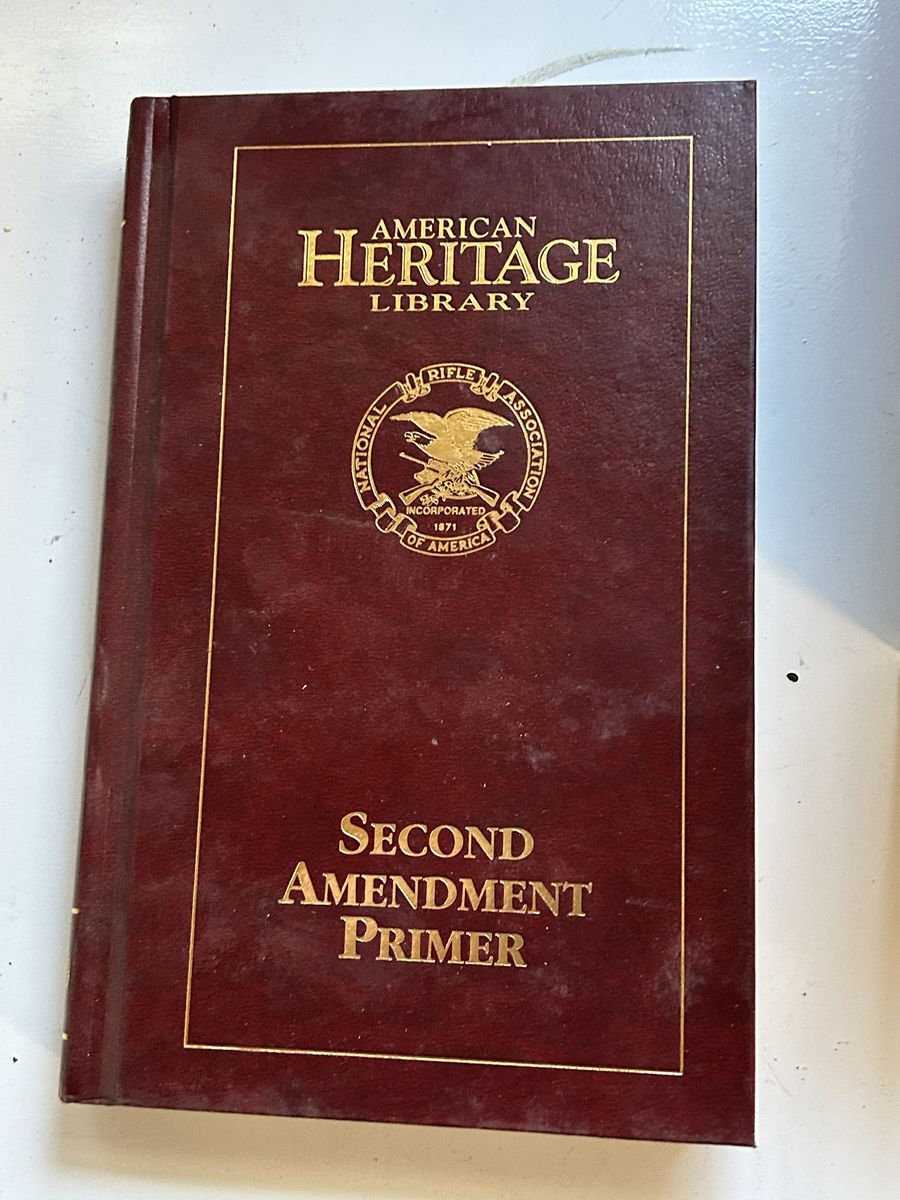 AMERICAN
HERITAGE
LIBRARY
NATIONAL RIFLE ASSOCIATION
INCORPORATED
1871
OF AMERICA
SECOND
AMENDMENT
PRIMER